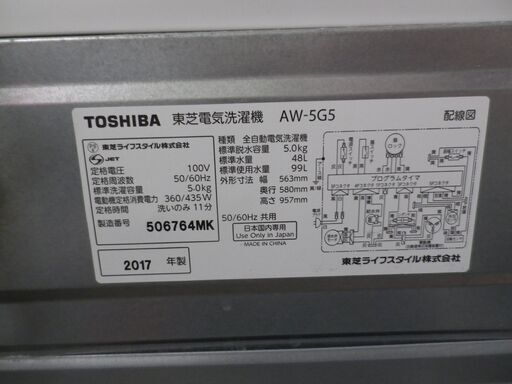 TOSHIBA 東芝電気洗濯機 AW-5G5 配線図
東芝ライフスタイル株式会社
JET
定格電圧 100V
定格周波数 50/60Hz
標準洗濯容量 5.0kg
電動機定格消費電力 360/435W
定格時間 洗いのみ 11分
製造番号 506764MK
2017 年製
種類 全自動電気洗濯機
標準脱水容量 5.0kg
標準水量 48L
標準使用水量 99L
外形寸法 幅 563mm
奥行 580mm
高さ 957mm
50/60Hz 共用
日本国内専用
Use Only in Japan
MADE IN CHINA
プログラムタイマ
東芝ライフスタイル株式会社